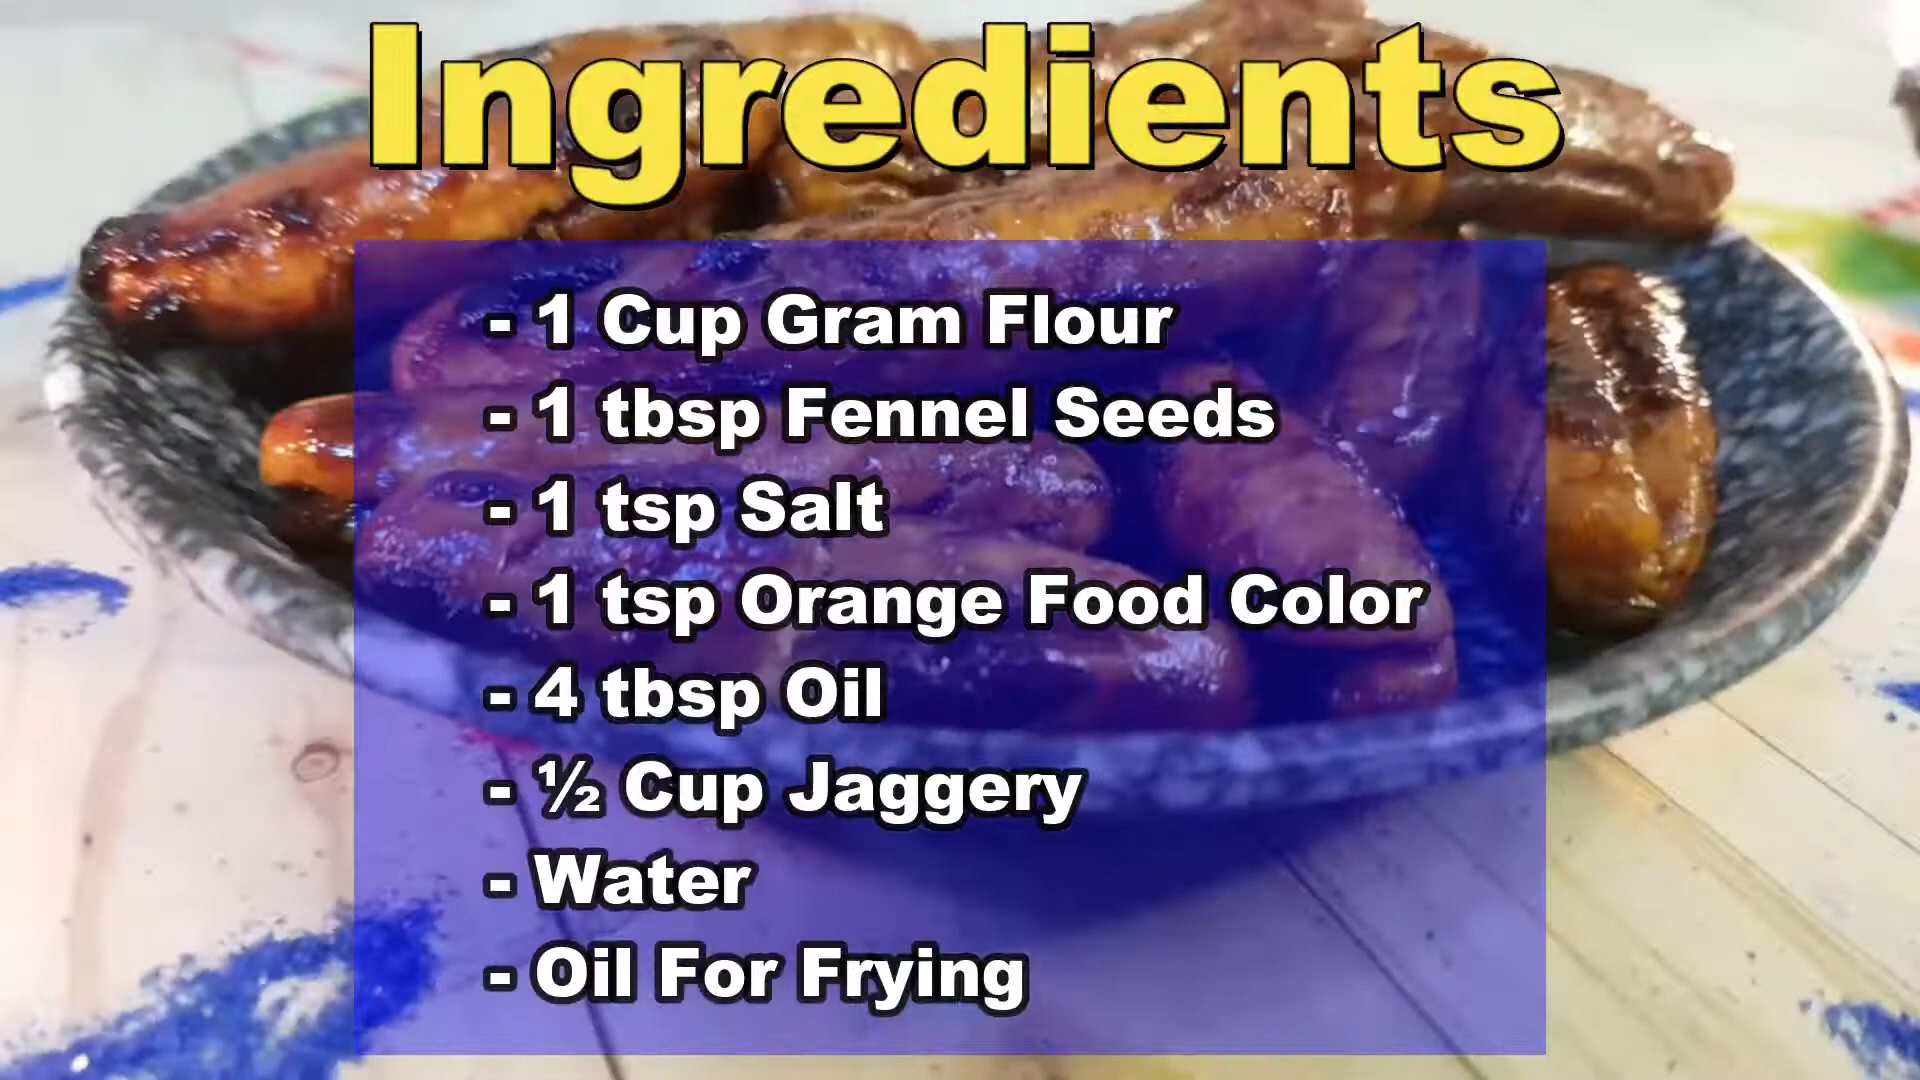 Ingredients
- 1 Cup Gram Flour
- 1 tbsp Fennel Seeds
- 1 tsp Salt
- 1 tsp Orange Food Color
- 4 tbsp Oil
- ½ Cup Jaggery
- Water
- Oil For Frying